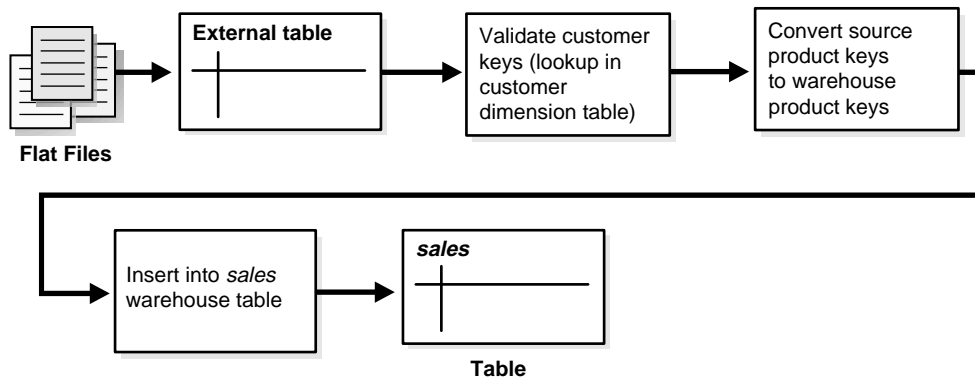 External table
Validate customer
keys (lookup in
customer
dimension table)
Convert source
product keys
to warehouse
product keys
Flat Files
Insert into sales
warehouse table
sales
Table